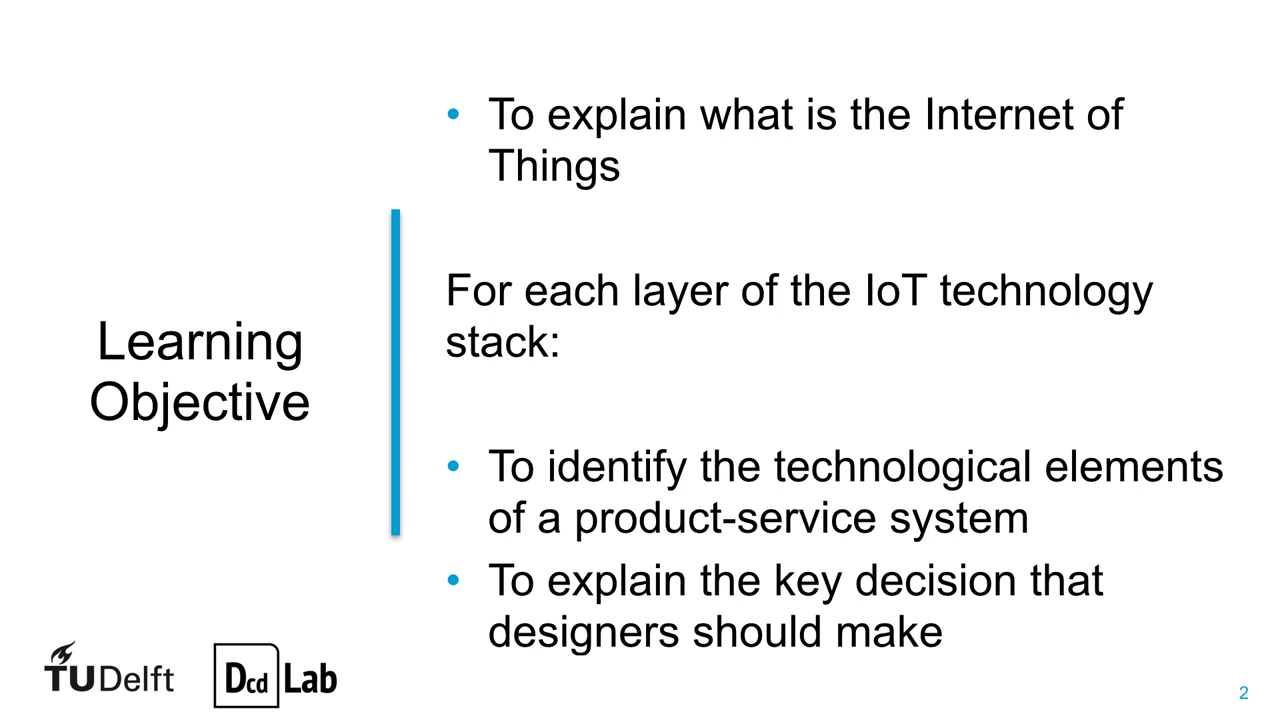 Learning
Objective
• To explain what is the Internet of
Things
For each layer of the IoT technology
stack:
• To identify the technological elements
of a product-service system
• To explain the key decision that
designers should make
TUDelft
Dcd Lab
2